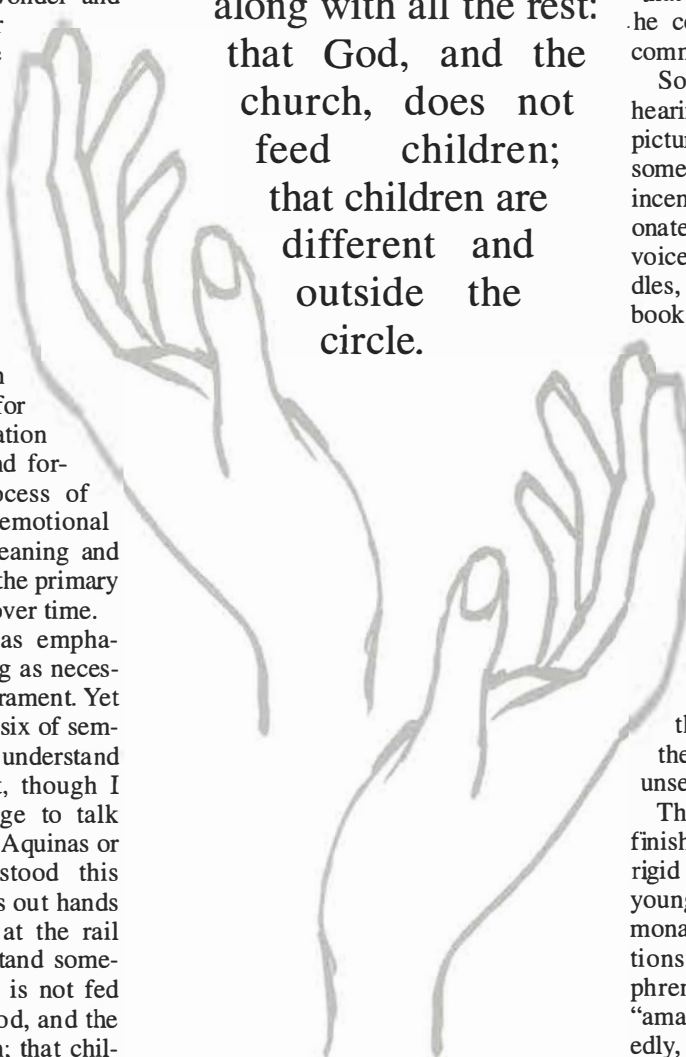 wonder and
r
for
ation
nd for-
ocess of
emotional
eaning and
the primary
over time.
as empha-
g as neces-
rament. Yet
six of sem-
understand
t, though I
ge to talk
Aquinas or
stood this
s out hands
at the rail
tand some-
is not fed
od, and the
n; that chil-
along with all the rest:
that God, and the
church, does not
feed children;
that children are
different and
outside the
circle.
he co
comm
So
heari
pictur
some
incen
onate
voice
dles,
book
th
the
unse
Th
finish
rigid
young
mona
tions
phren
“ama
edly,